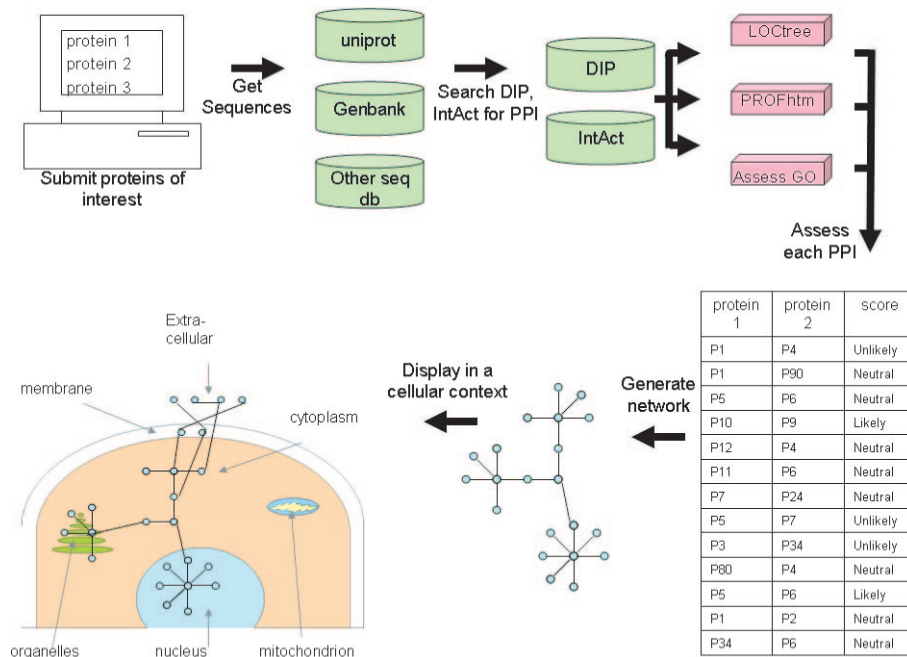 protein 1
protein 2
protein 3
Submit proteins of
interest
Get
Sequences
uniprot
Genbank
Other seq
db
Search DIP,
IntAct for PPI
DIP
IntAct
LOCtree
PROFhtm
Assess GO
Assess
each PPI
Extra-
cellular
membrane
cytoplasm
organelles
nucleus
mitochondrion
Display in a
cellular context
Generate
network
protein 1 protein 2 score
P1 P4 Unlikely
P1 P90 Neutral
P5 P6 Neutral
P10 P9 Likely
P12 P4 Neutral
P11 P6 Neutral
P7 P24 Neutral
P5 P7 Unlikely
P3 P34 Unlikely
P80 P4 Neutral
P5 P6 Likely
P1 P2 Neutral
P34 P6 Neutral